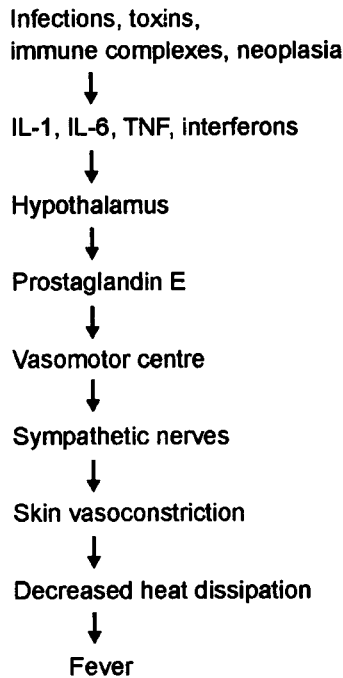 Infections, toxins,
immune complexes, neoplasia
IL-1, IL-6, TNF, interferons
Hypothalamus
Prostaglandin E
Vasomotor centre
Sympathetic nerves
Skin vasoconstriction
Decreased heat dissipation
Fever